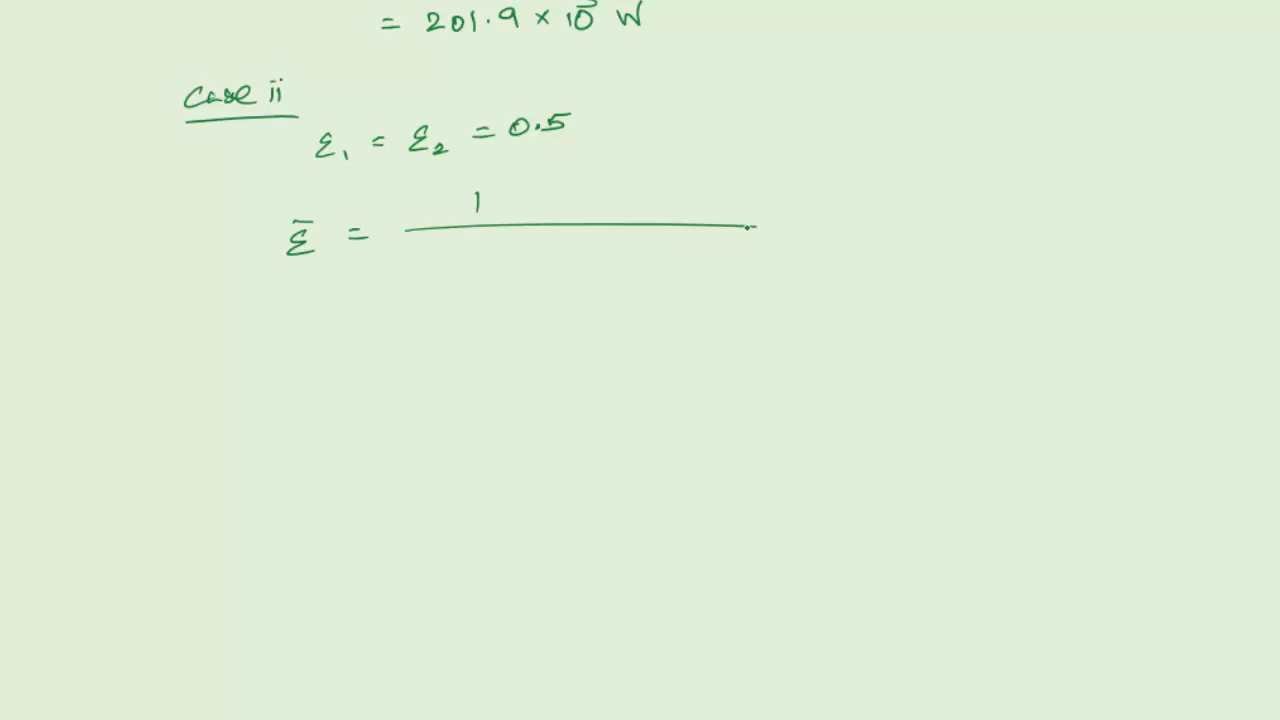 = 201.9 × 10³ W
Case ii
ε₁ = ε₂ = 0.5
ε̄ = 1